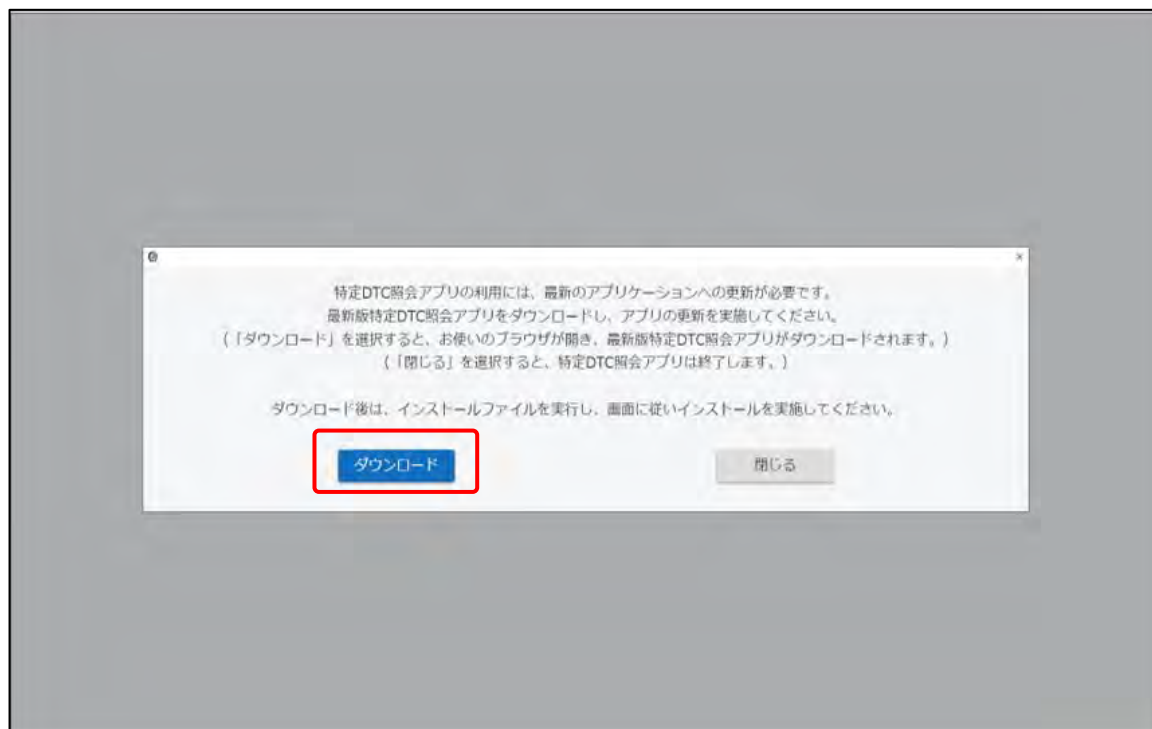 特定DTC照会アプリの利用には、最新のアプリケーションへの更新が必要です。
最新版特定DTC照会アプリをダウンロードし、アプリの更新を実施してください。
（「ダウンロード」を選択すると、お使いのブラウザが開き、最新版特定DTC照会アプリがダウンロードされます。）
（「閉じる」を選択すると、特定DTC照会アプリは終了します。）
ダウンロード後は、インストールファイルを実行し、画面に従いインストールを実施してください。
ダウンロード
閉じる